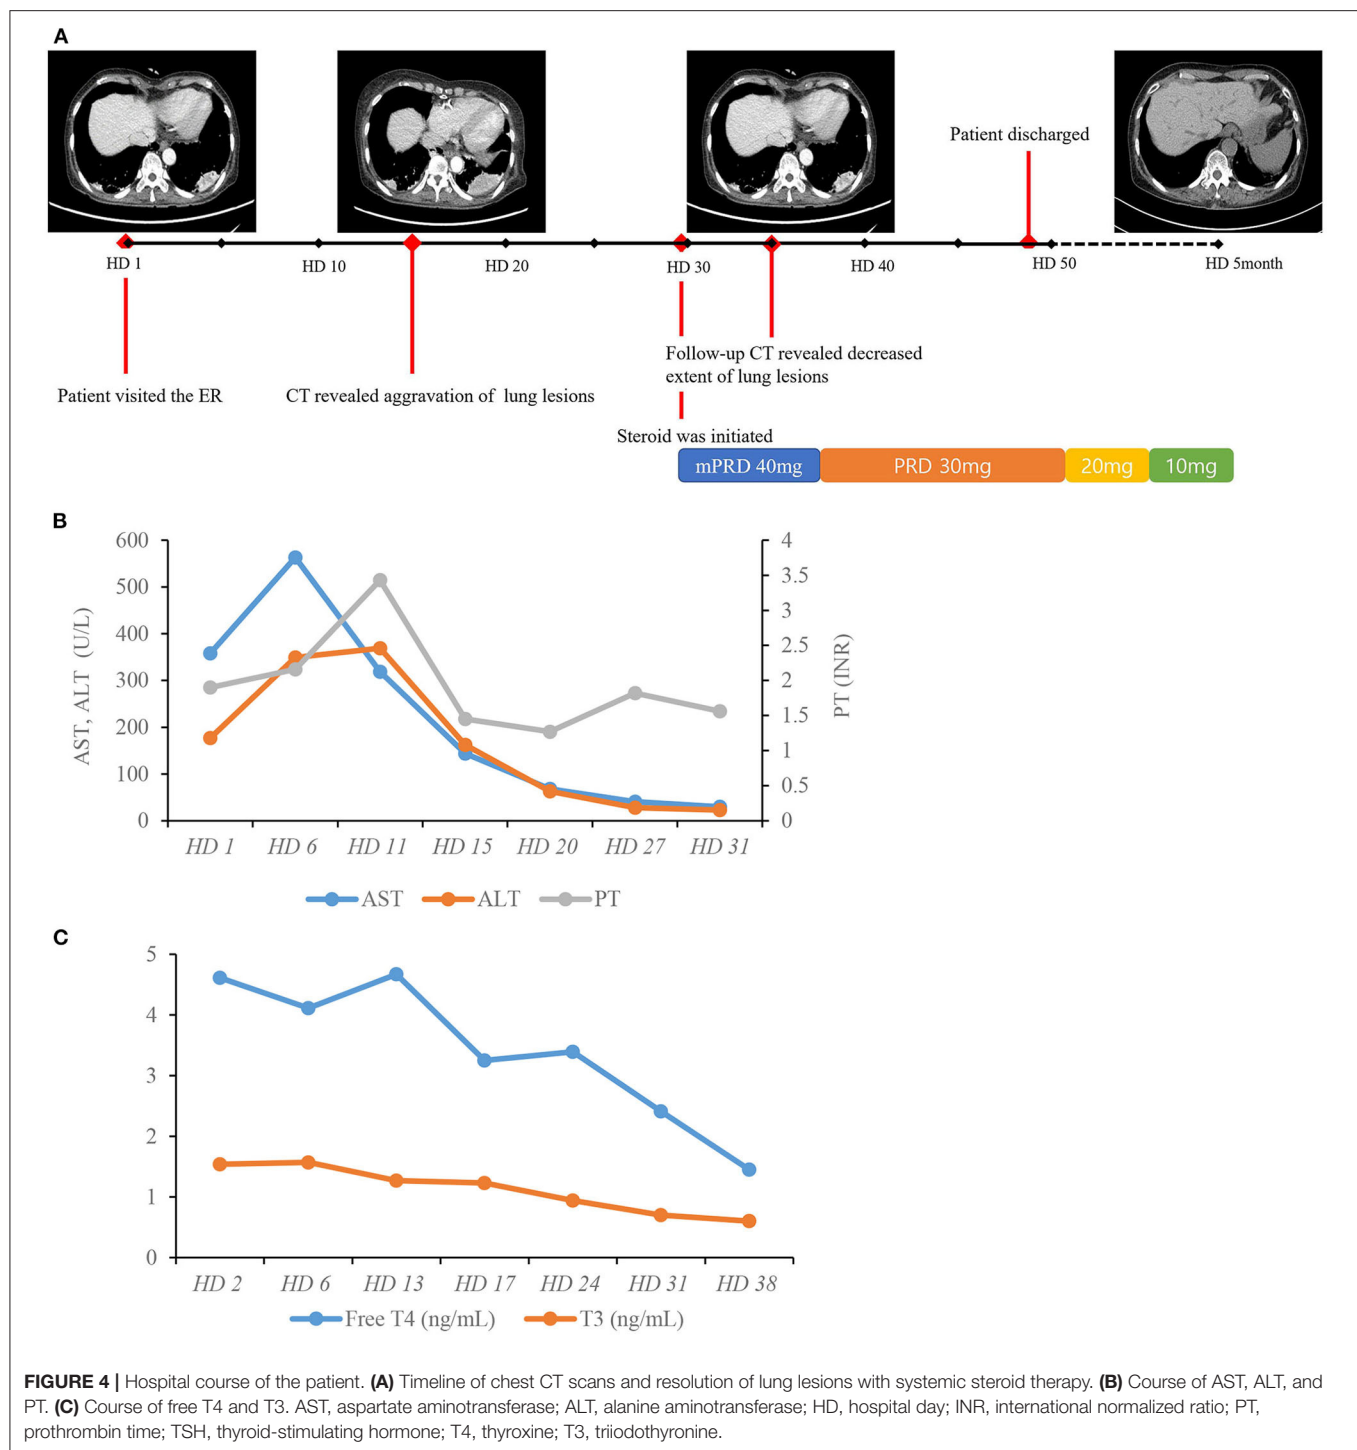 A
Patient discharged
HD 1
HD 10
HD 20
HD 30
HD 40
HD 50
HD 5month
Follow-up CT revealed decreased
extent of lung lesions
Patient visited the ER
CT revealed aggravation of lung lesions
Steroid was initiated
mPRD 40mg
PRD 30mg
20mg
10mg
B
600
500
400
300
200
100
0
AST, ALT (U/L)
4
3.5
3
2.5
2
1.5
1
0.5
0
PT (INR)
HD 1
HD 6
HD 11
HD 15
HD 20
HD 27
HD 31
AST
ALT
PT
C
5
4
3
2
1
0
HD 2
HD 6
HD 13
HD 17
HD 24
HD 31
HD 38
Free T4 (ng/mL)
T3 (ng/mL)
FIGURE 4 | Hospital course of the patient. (A) Timeline of chest CT scans and resolution of lung lesions with systemic steroid therapy. (B) Course of AST, ALT, and
PT. (C) Course of free T4 and T3. AST, aspartate aminotransferase; ALT, alanine aminotransferase; HD, hospital day; INR, international normalized ratio; PT,
prothrombin time; TSH, thyroid-stimulating hormone; T4, thyroxine; T3, triiodothyronine.